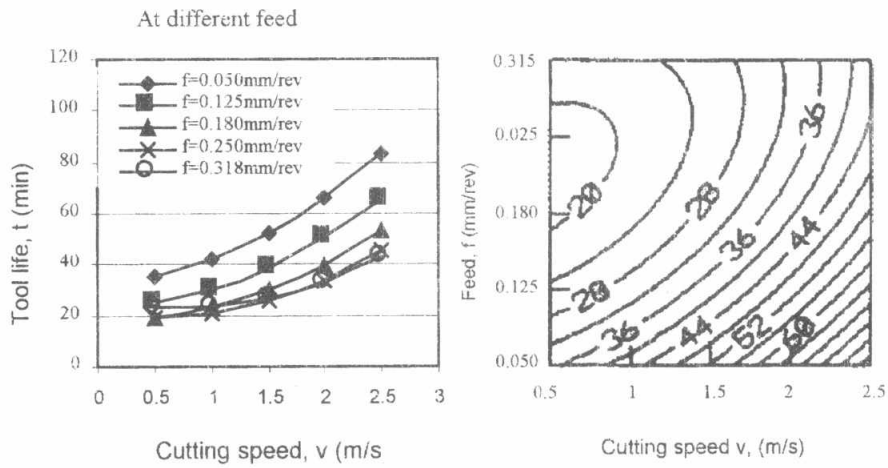 At different feed
120
100
80
60
40
20
0
f=0.050mm/rev
f=0.125mm/rev
f=0.180mm/rev
f=0.250mm/rev
f=0.318mm/rev
Tool life, t (min)
0 0.5 1 1.5 2 2.5 3
Cutting speed, v (m/s
0.315
0.025
0.180
0.125
0.050
Feed, f (mm/rev)
36
20
28
44
36
28
36
44
52
60
0.5 1 1.5 2 2.5
Cutting speed v, (m/s)